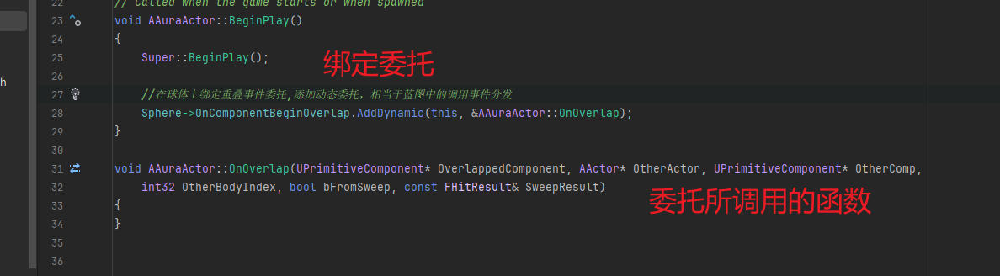 22 // Called when the game starts or when spawned
23 void AAuraActor::BeginPlay()
24 {
25 Super::BeginPlay();
绑定委托
26
h
27 //在球体上绑定重叠事件委托,添加动态委托，相当于蓝图中的调用事件分发
28 Sphere->OnComponentBeginOverlap.AddDynamic(this, &AAuraActor::OnOverlap);
29 }
30
31 void AAuraActor::OnOverlap(UPrimitiveComponent* OverlappedComponent, AActor* OtherActor, UPrimitiveComponent* OtherComp,
32 int32 OtherBodyIndex, bool bFromSweep, const FHitResult& SweepResult)
33 {
委托所调用的函数
34 }
35
36